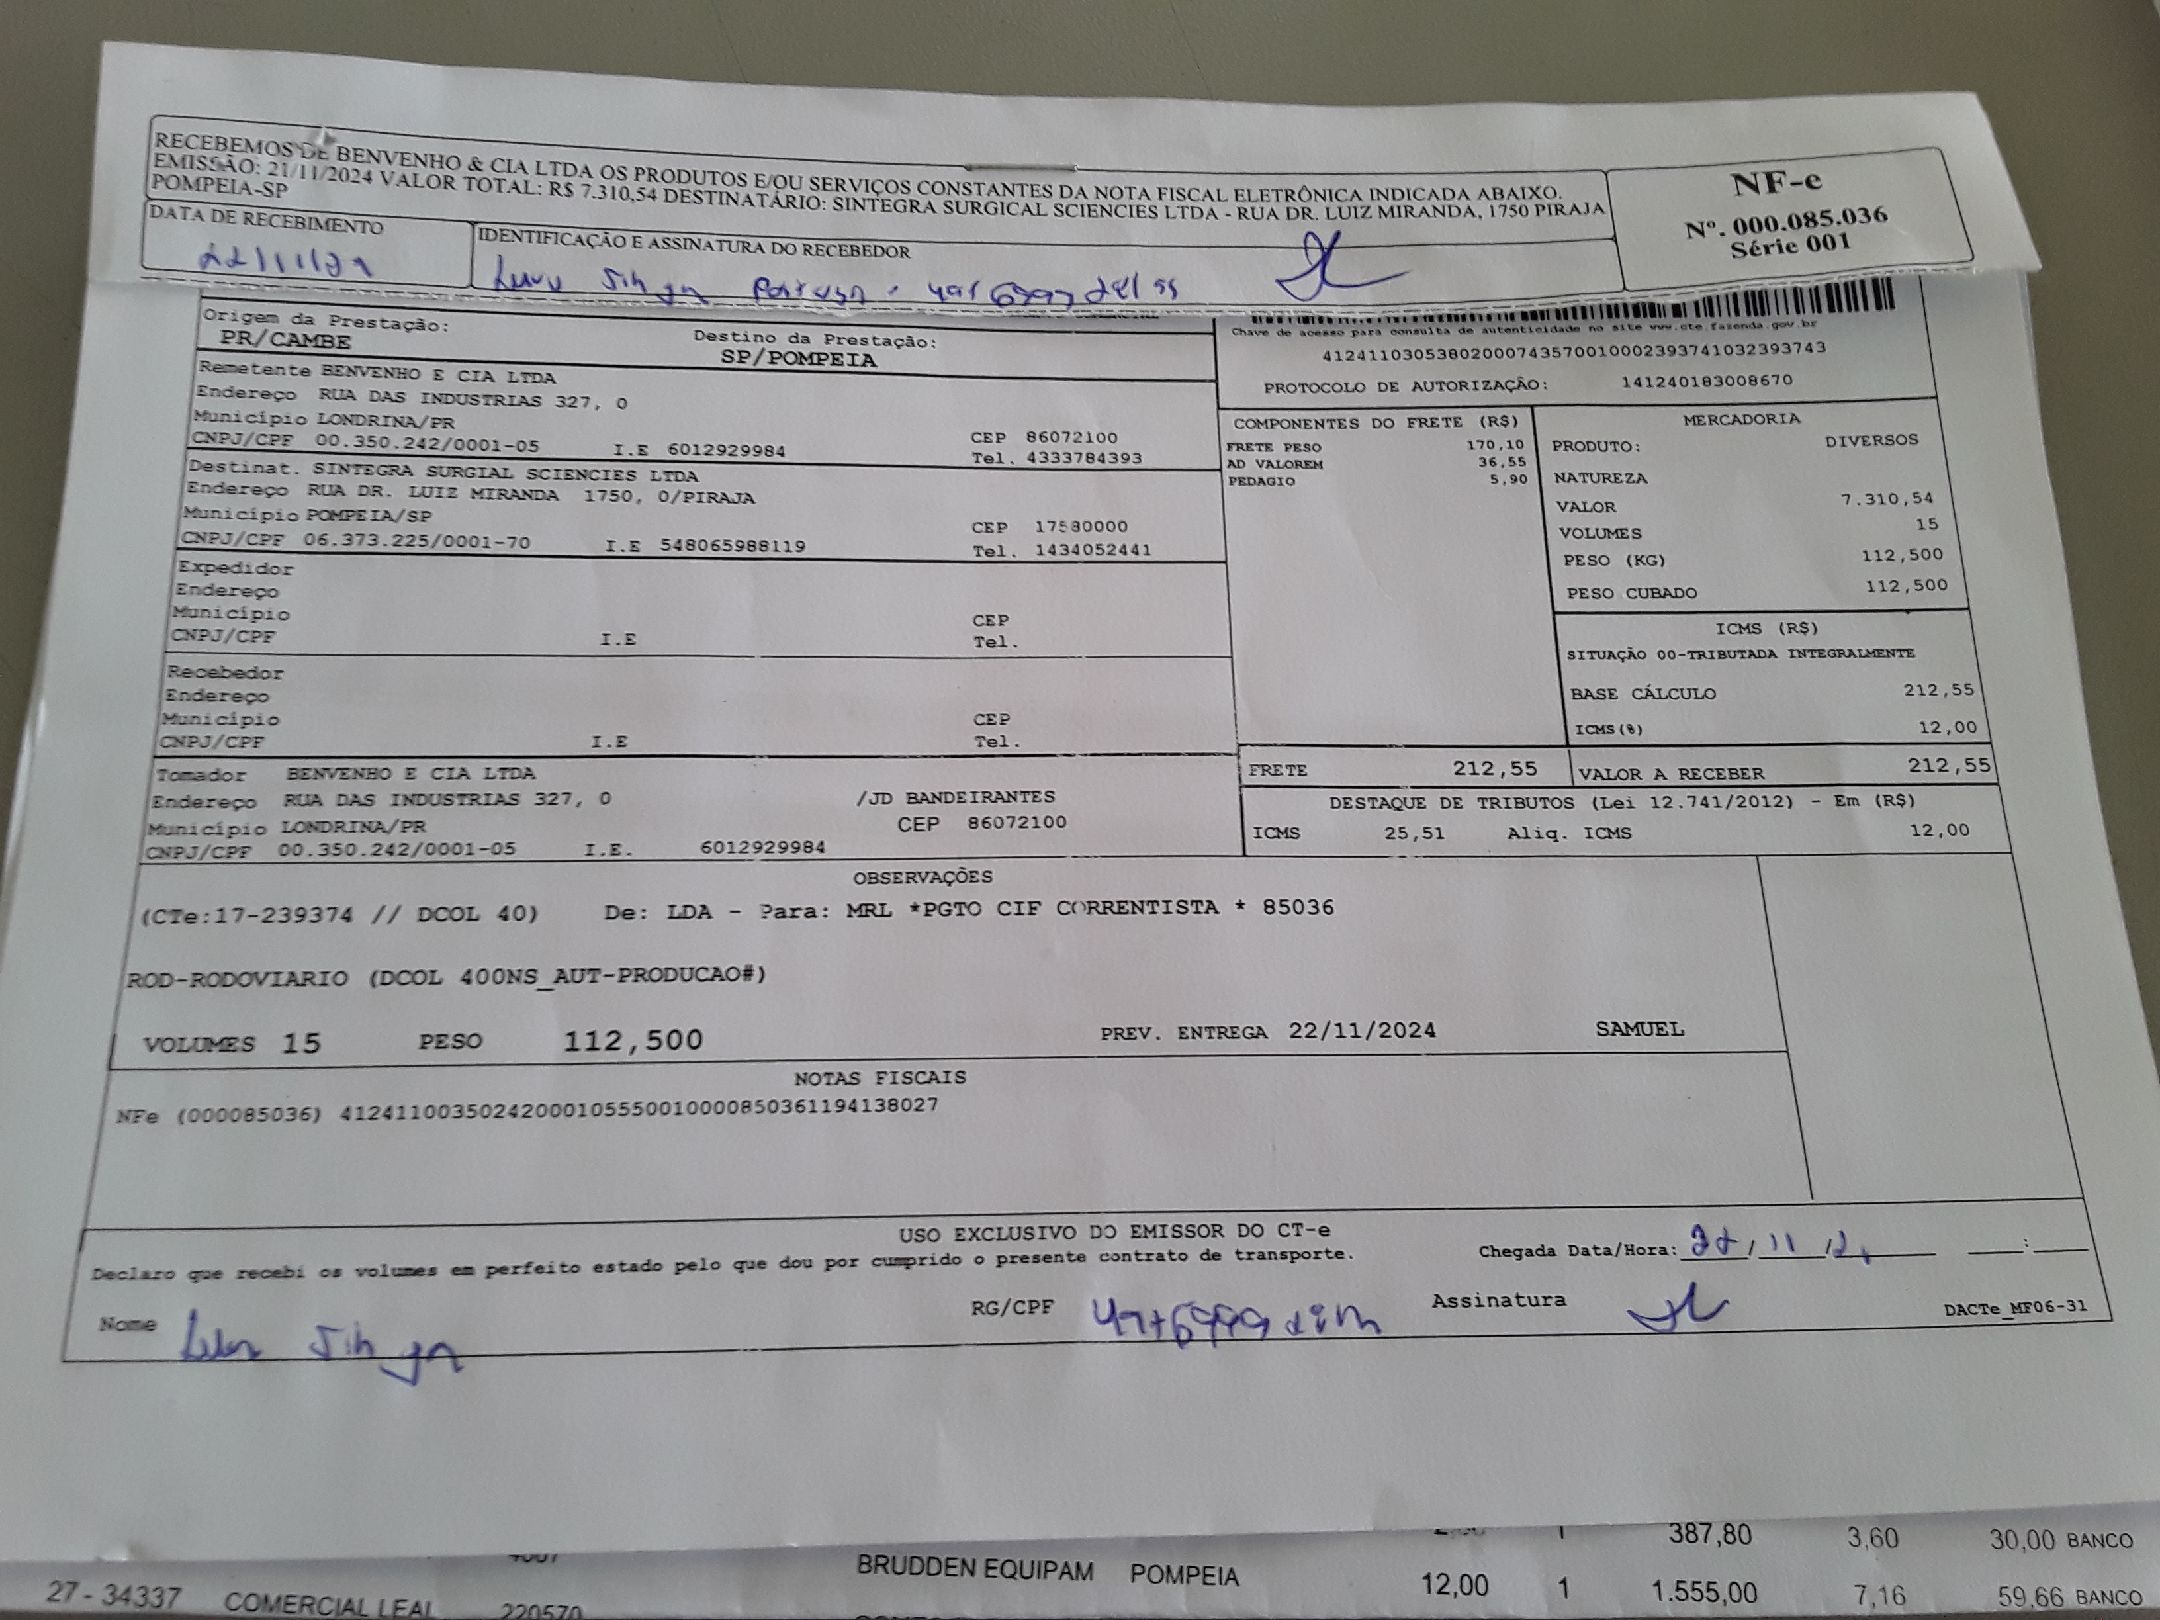 RECEBEMOS DE BENVENHO & CIA LTDA OS PRODUTOS E/OU SERVIÇOS CONSTANTES DA NOTA FISCAL ELETRÔNICA INDICADA ABAIXO.
EMISSÃO: 21/11/2024 VALOR TOTAL: R$ 7.310,54 DESTINATÁRIO: SINTEGRA SURGICAL SCIENCIES LTDA - RUA DR. LUIZ MIRANDA, 1750 PIRAJA
POMPEIA-SP
NF-e
Nº. 000.085.036
Série 001
DATA DE RECEBIMENTO
IDENTIFICAÇÃO E ASSINATURA DO RECEBEDOR
Origem da Prestação:
PR/CAMBE
Destino da Prestação:
SP/POMPEIA
Chave de acesso para consulta de autenticidade no site www.cte.fazenda.gov.br
41241103053802000743570010002393741032393743
PROTOCOLO DE AUTORIZAÇÃO: 141240183008670
Remetente BENVENHO E CIA LTDA
Endereço RUA DAS INDUSTRIAS 327, 0
Município LONDRINA/PR
CEP 86072100
CNPJ/CPF 00.350.242/0001-05 I.E 6012929984 Tel. 4333784393
Destinat. SINTEGRA SURGIAL SCIENCIES LTDA
Endereço RUA DR. LUIZ MIRANDA 1750, 0/PIRAJA
Município POMPEIA/SP
CEP 17580000
CNPJ/CPF 06.373.225/0001-70 I.E 548065988119 Tel. 1434052441
Expedidor
Endereço
Município CEP
CNPJ/CPF I.E Tel.
Recebedor
Endereço
Município CEP
CNPJ/CPF I.E Tel.
Tomador BENVENHO E CIA LTDA
Endereço RUA DAS INDUSTRIAS 327, 0 /JD BANDEIRANTES
Município LONDRINA/PR CEP 86072100
CNPJ/CPF 00.350.242/0001-05 I.E. 6012929984
COMPONENTES DO FRETE (R$)
FRETE PESO 170,10
AD VALOREM 36,55
PEDAGIO 5,90
MERCADORIA
PRODUTO: DIVERSOS
NATUREZA
VALOR 7.310,54
VOLUMES 15
PESO (KG) 112,500
PESO CUBADO 112,500
ICMS (R$)
SITUAÇÃO 00-TRIBUTADA INTEGRALMENTE
BASE CÁLCULO 212,55
ICMS(%) 12,00
FRETE 212,55
VALOR A RECEBER 212,55
DESTAQUE DE TRIBUTOS (Lei 12.741/2012) - Em (R$)
ICMS 25,51 Aliq. ICMS 12,00
OBSERVAÇÕES
(CTe:17-239374 // DCOL 40) De: LDA - Para: MRL *PGTO CIF CORRENTISTA * 85036
ROD-RODOVIARIO (DCOL 400NS_AUT-PRODUCAO#)
VOLUMES 15 PESO 112,500 PREV. ENTREGA 22/11/2024 SAMUEL
NOTAS FISCAIS
NFe (000085036) 41241100350242000105550010000850361194138027
USO EXCLUSIVO DO EMISSOR DO CT-e
Declaro que recebi os volumes em perfeito estado pelo que dou por cumprido o presente contrato de transporte.
Chegada Data/Hora:
Nome
RG/CPF
Assinatura
DACTe_MF06-31
1 387,80 3,60 30,00 BANCO
BRUDDEN EQUIPAM POMPEIA 12,00 1 1.555,00 7,16 59,66 BANCO
27 - 34337 COMERCIAL LEAL 220570